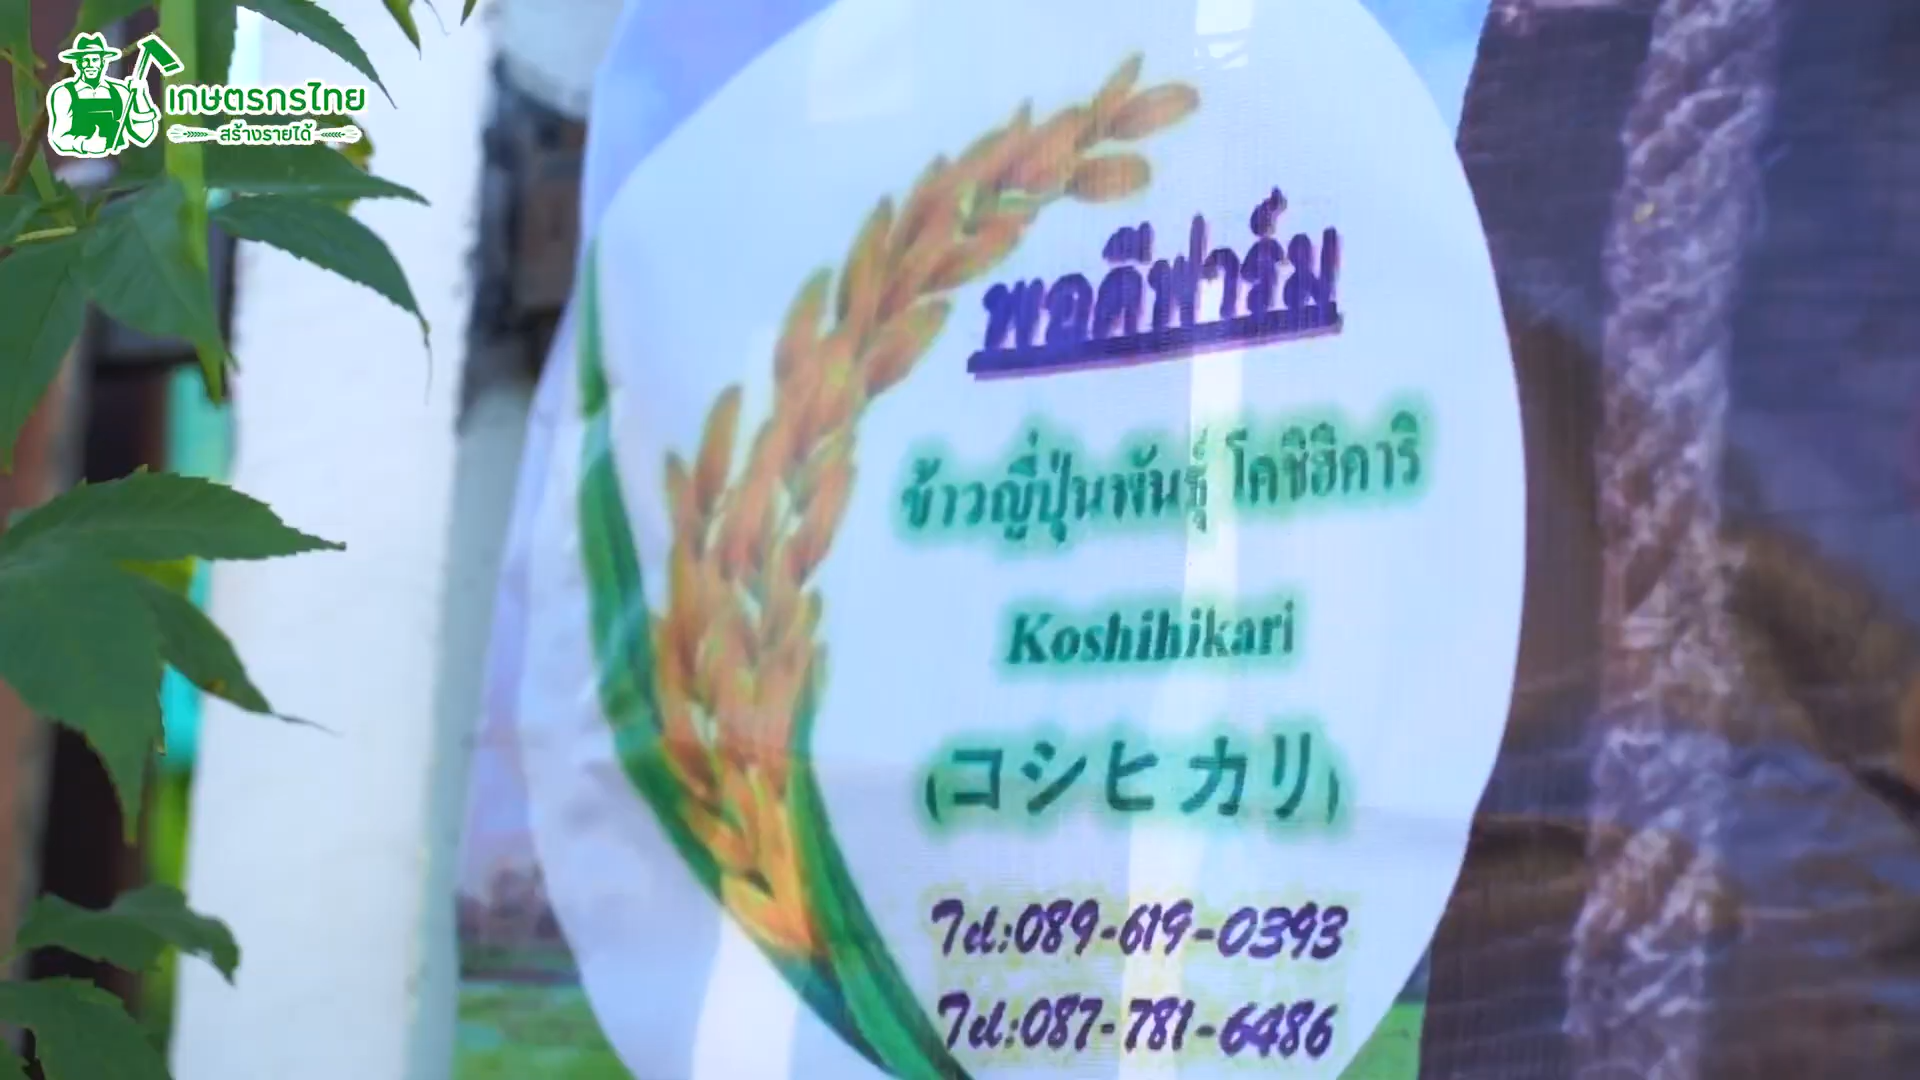 เกษตรกรไทย
สร้างรายได้
พอดีฟาร์ม
ข้าวญี่ปุ่นพันธุ์ โคชิฮิคาริ
Koshihikari
(コシヒカリ)
Tel:089-619-0393
Tel:087-781-6486